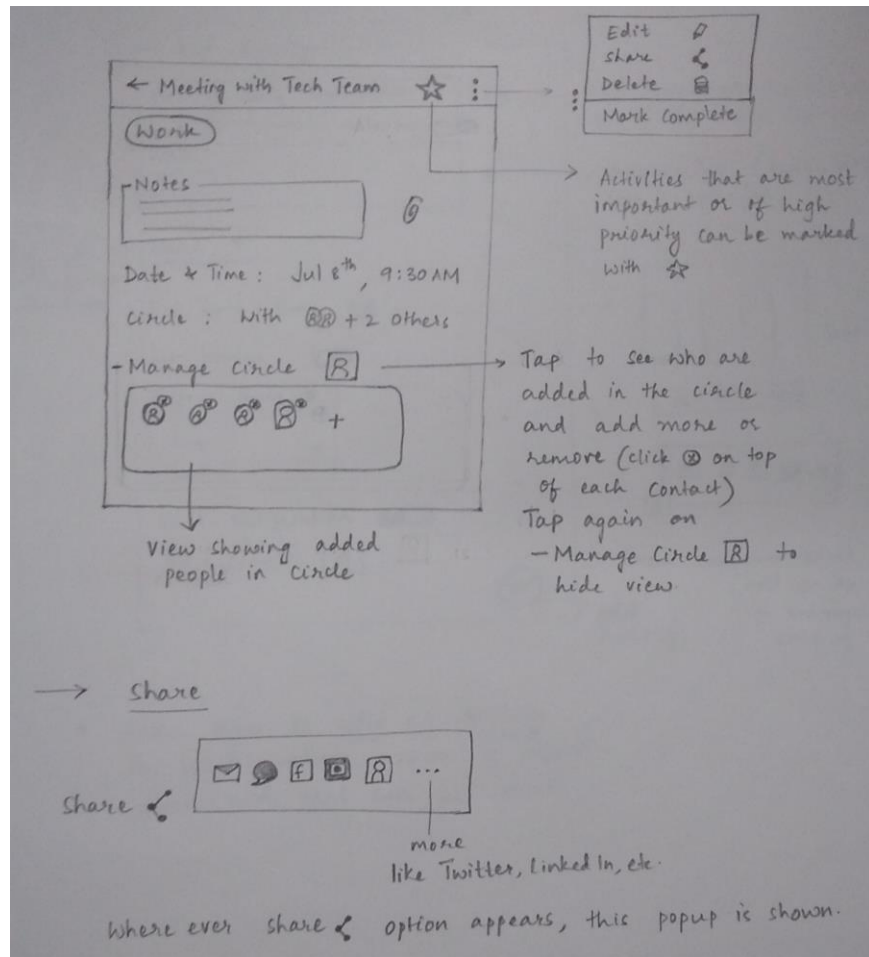 Edit
Share
Delete
Mark Complete
← Meeting with Tech Team
Work
Notes
Activities that are most
important or of high
priority can be marked
with ☆
Date & Time : Jul 8th, 9:30 AM
Circle : With + 2 others
- Manage Circle
+
Tap to see who are
added in the circle
and add more or
remove (click ⓧ on top
of each contact)
Tap again on
- Manage Circle to
hide view
View showing added
people in Circle
→ Share
Share
f
...
more
like Twitter, Linked In, etc.
Where ever share option appears, this popup is shown.